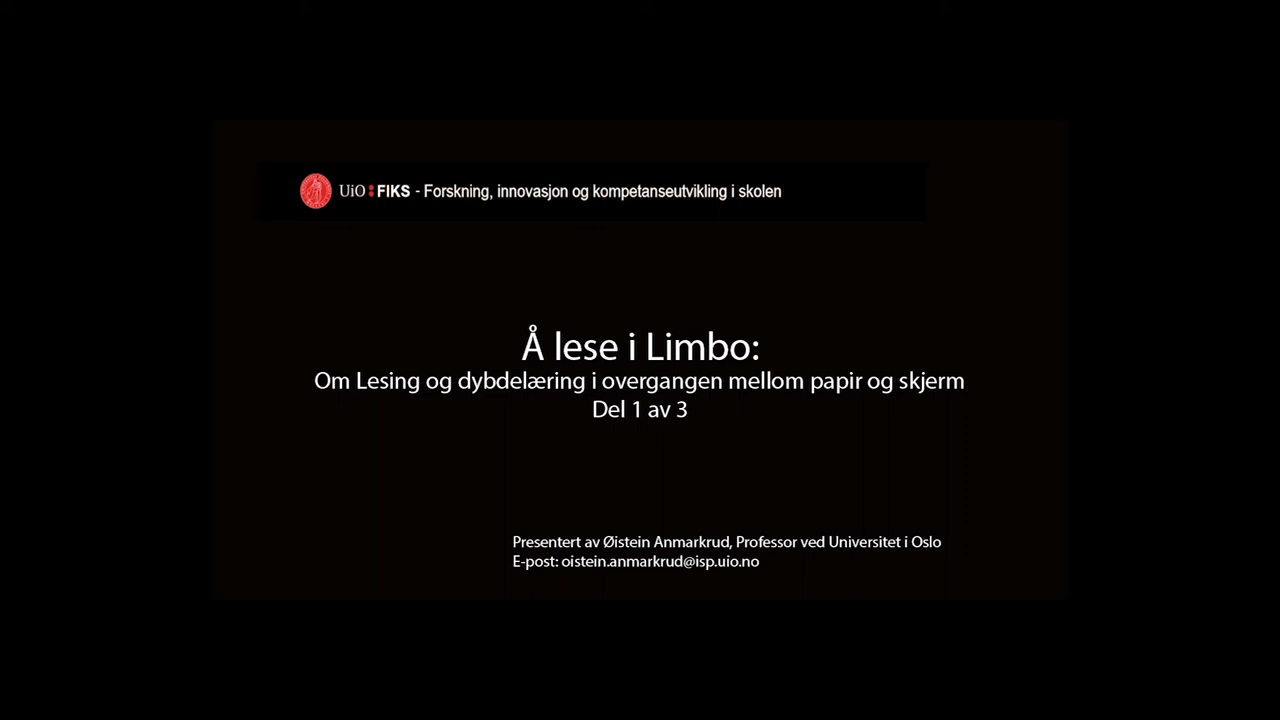 UiO : FIKS - Forskning, innovasjon og kompetanseutvikling i skolen
Å lese i Limbo:
Om Lesing og dybdelæring i overgangen mellom papir og skjerm
Del 1 av 3
Presentert av Øistein Anmarkrud, Professor ved Universitet i Oslo
E-post: oistein.anmarkrud@isp.uio.no